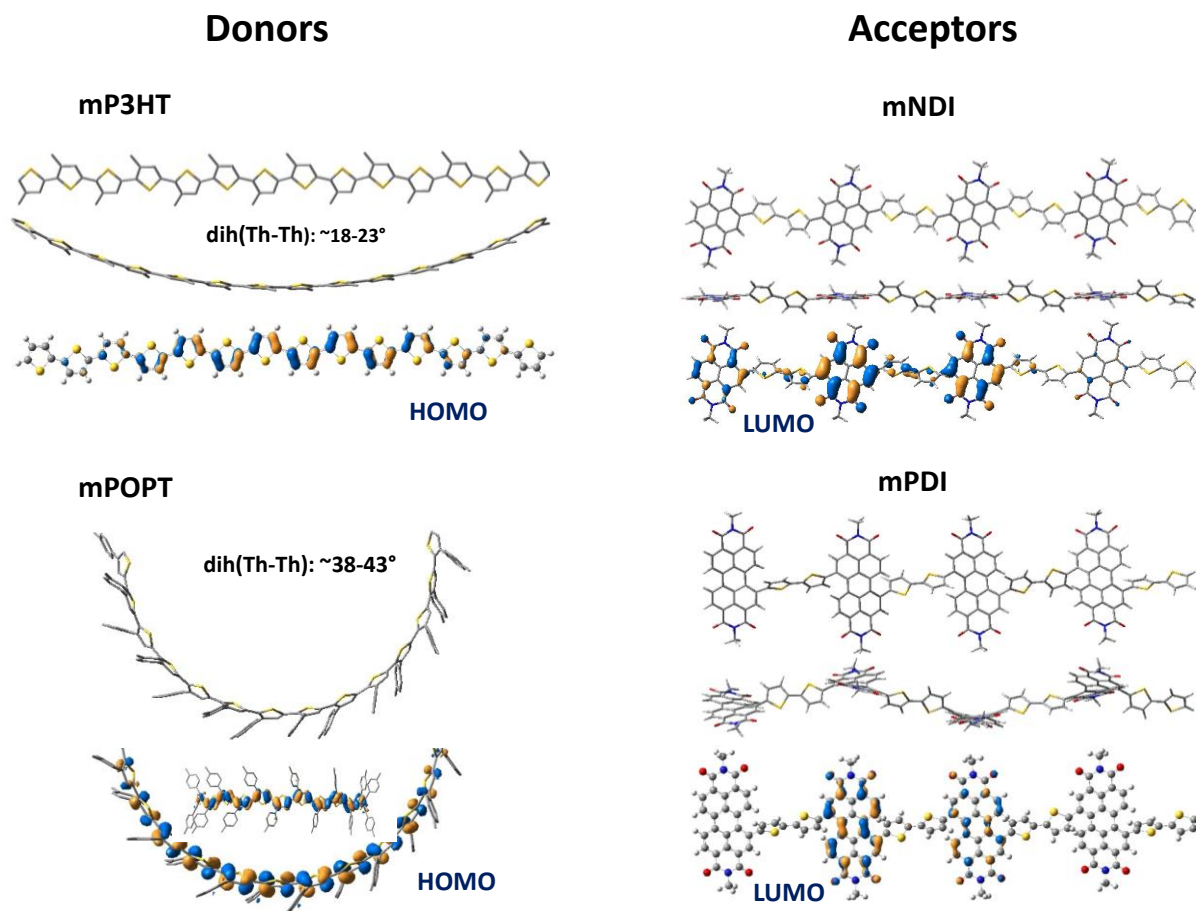 Donors
Acceptors
mP3HT
mNDI
dih(Th-Th): ~18-23°
HOMO
LUMO
mPOPT
mPDI
dih(Th-Th): ~38-43°
HOMO
LUMO